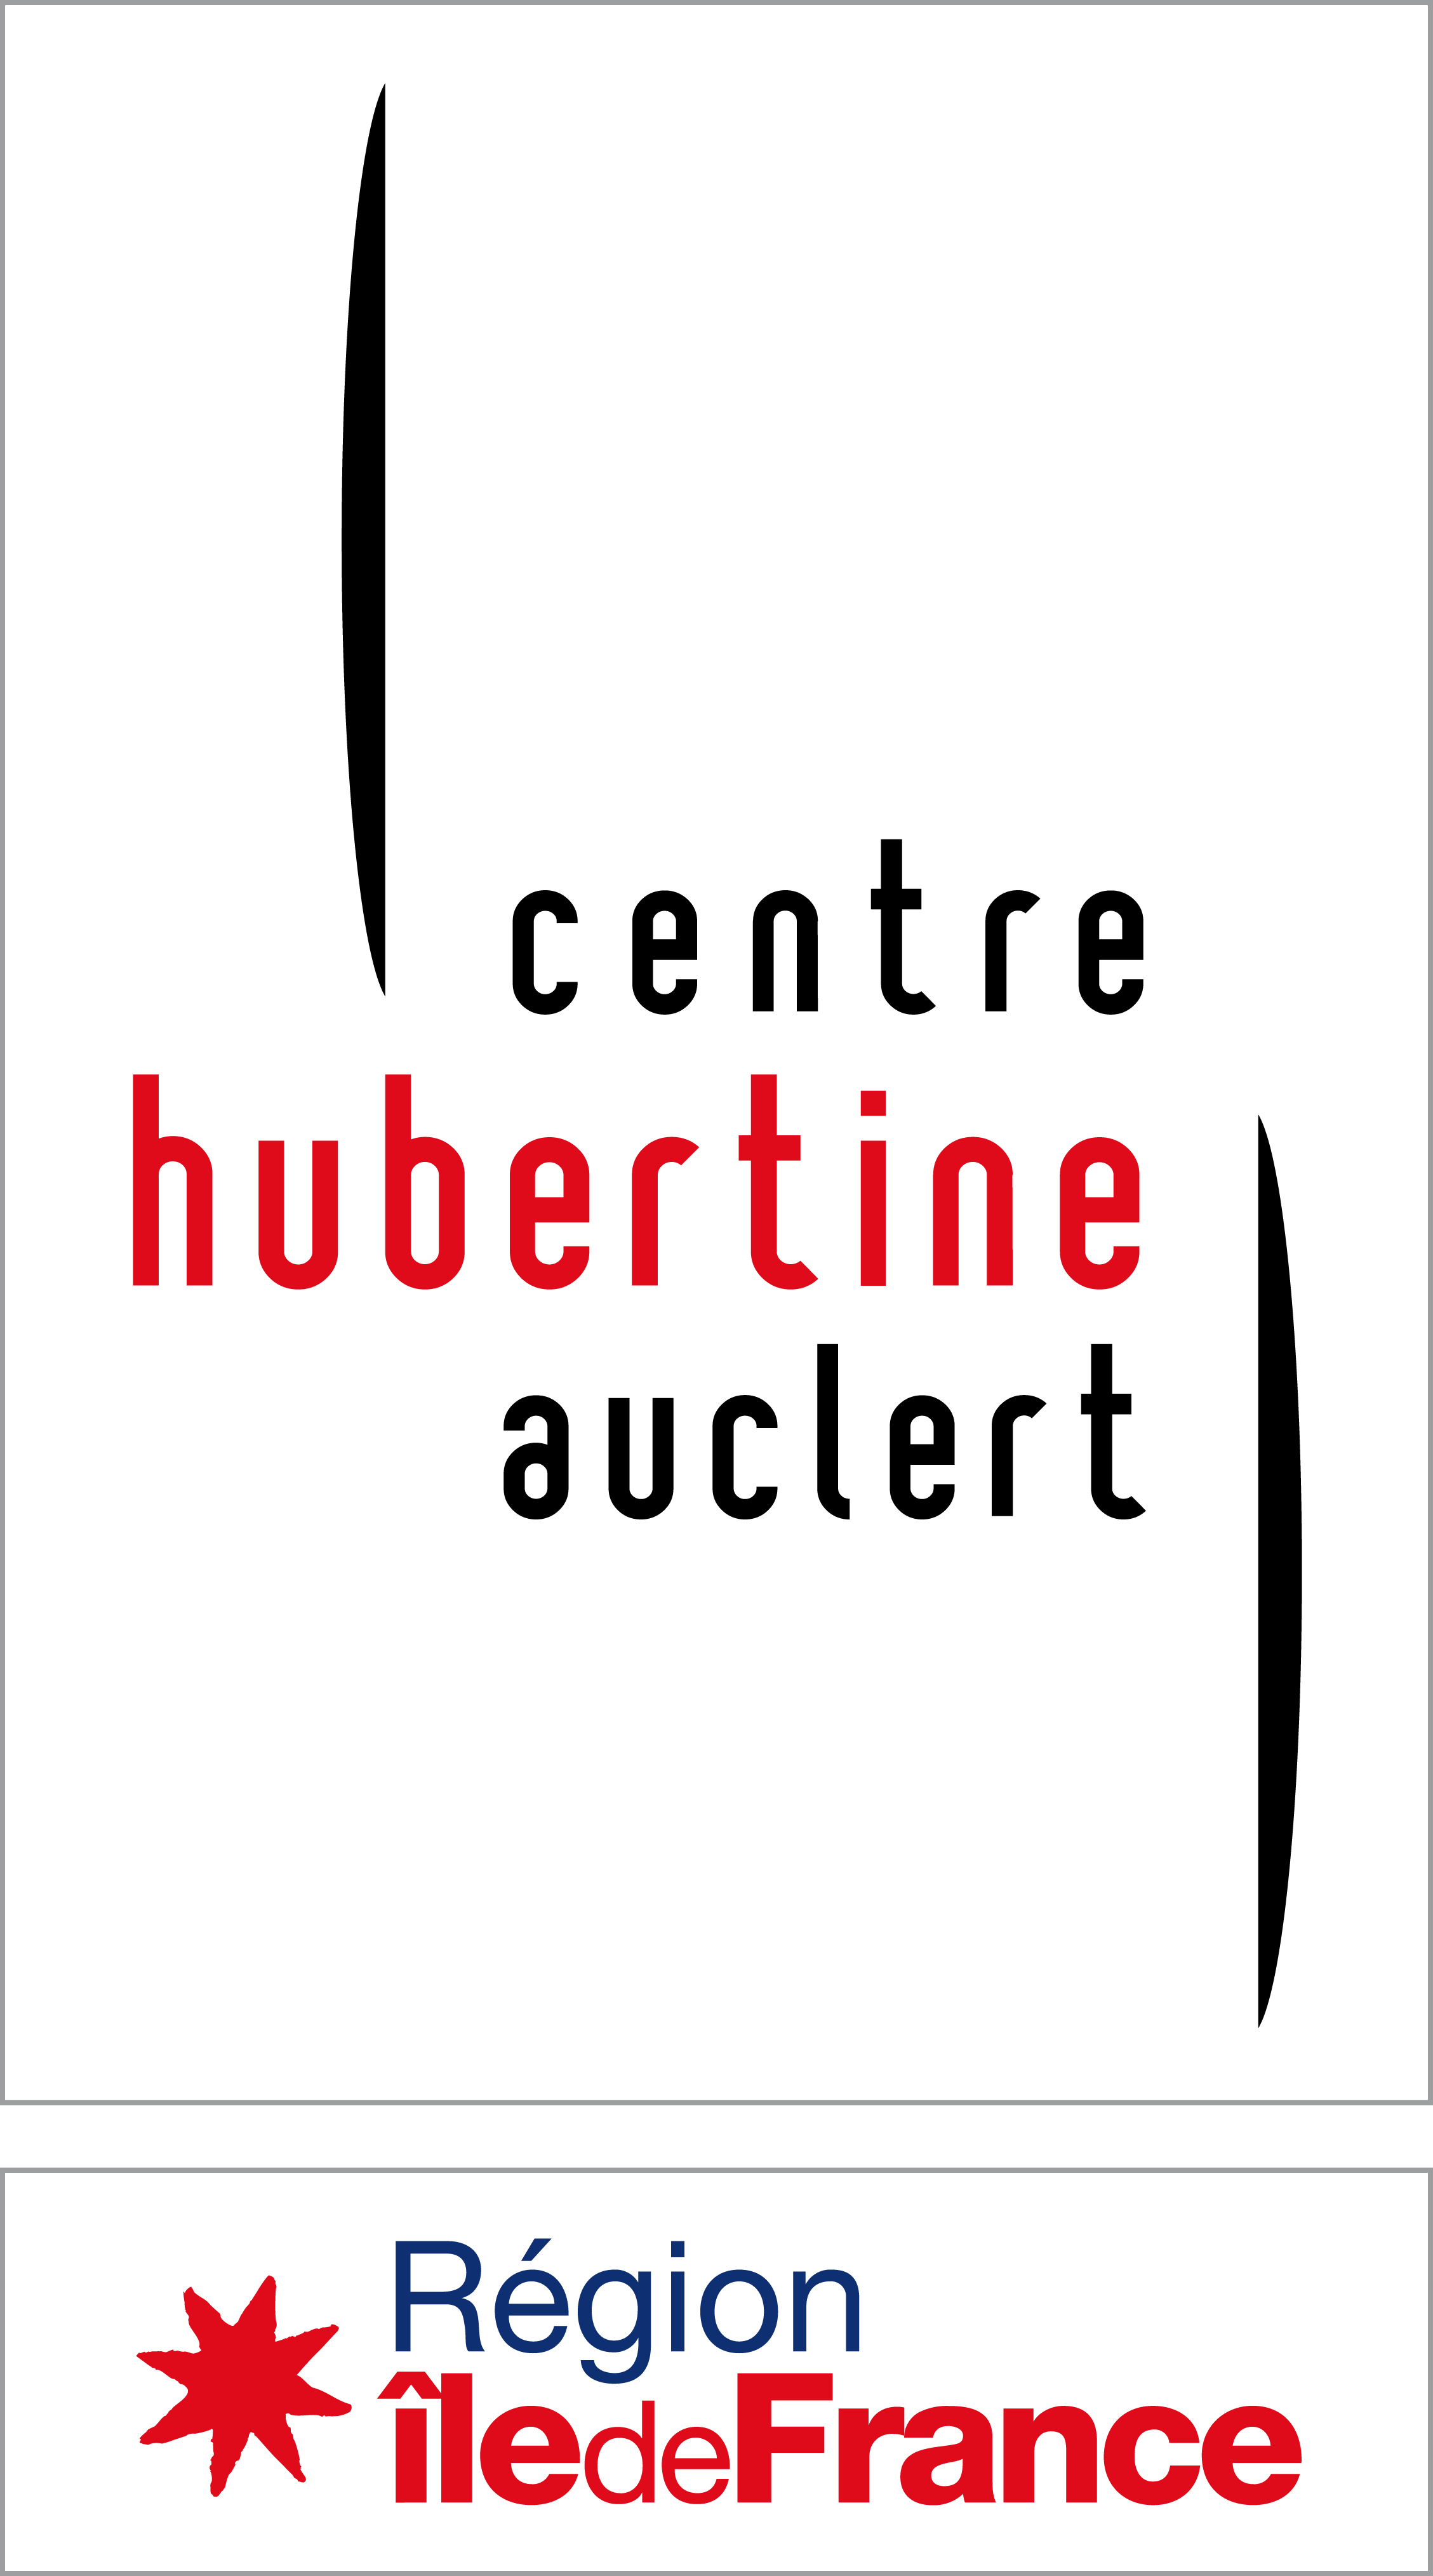 centre
hubertine
auclert
Région
îledeFrance